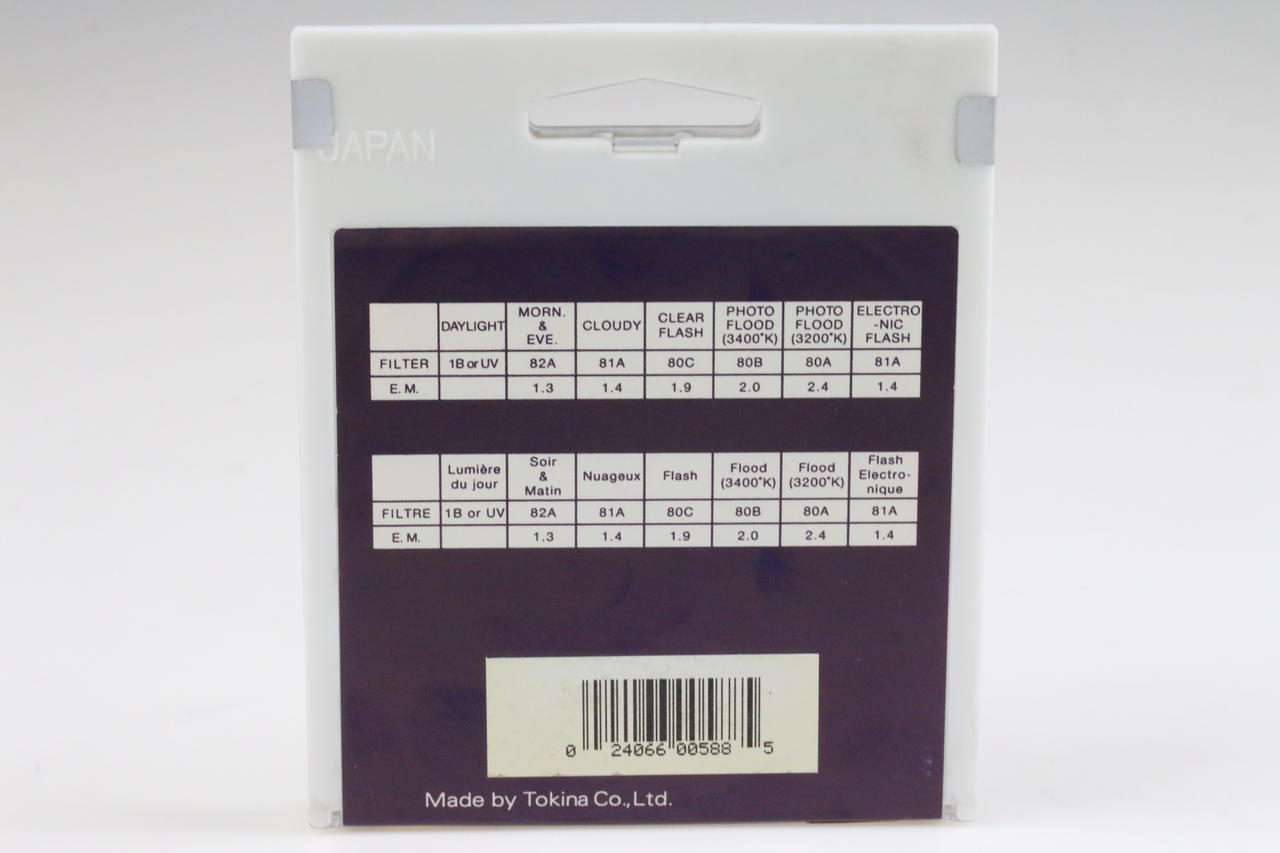 JAPAN
DAYLIGHT MORN. & EVE. CLOUDY CLEAR FLASH PHOTO FLOOD (3400°K) PHOTO FLOOD (3200°K) ELECTRO-NIC FLASH
FILTER 1B or UV 82A 81A 80C 80B 80A 81A
E. M. 1.3 1.4 1.9 2.0 2.4 1.4
Lumière du jour Soir & Matin Nuageux Flash Flood (3400°K) Flood (3200°K) Flash Electro-nique
FILTRE 1B or UV 82A 81A 80C 80B 80A 81A
E. M. 1.3 1.4 1.9 2.0 2.4 1.4
0 24066 00588 5
Made by Tokina Co.,Ltd.